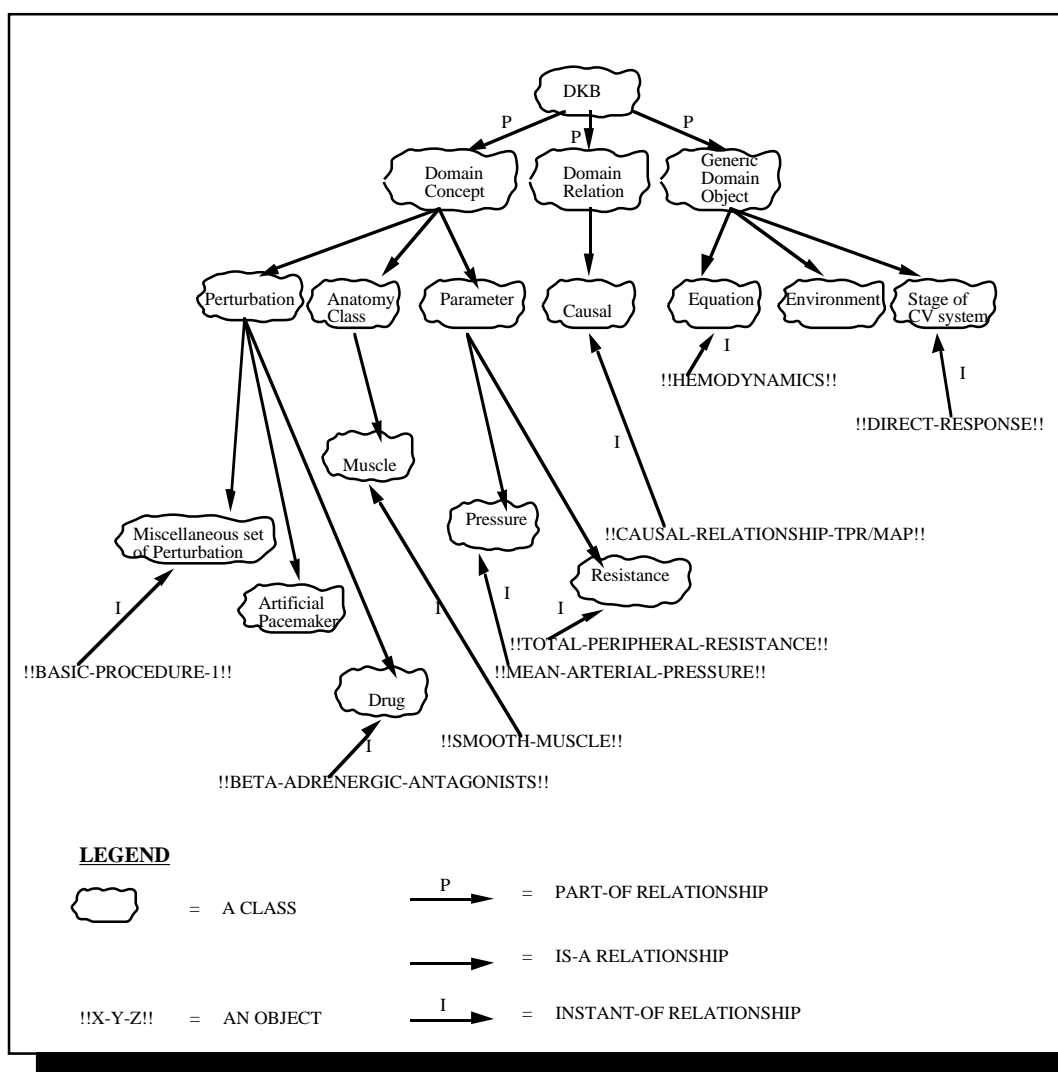 DKB
P
P
P
Domain
Concept
Domain
Relation
Generic
Domain
Object
Perturbation
Anatomy
Class
Parameter
Causal
Equation
Environment
Stage of
CV system
I
!!HEMODYNAMICS!!
I
!!DIRECT-RESPONSE!!
I
Muscle
Pressure
!!CAUSAL-RELATIONSHIP-TPR/MAP!!
Miscellaneous set
of Perturbation
Resistance
I
Artificial
Pacemaker
I
I
I
!!TOTAL-PERIPHERAL-RESISTANCE!!
!!BASIC-PROCEDURE-1!!
!!MEAN-ARTERIAL-PRESSURE!!
Drug
I
!!SMOOTH-MUSCLE!!
!!BETA-ADRENERGIC-ANTAGONISTS!!
LEGEND
= A CLASS
P = PART-OF RELATIONSHIP
= IS-A RELATIONSHIP
!!X-Y-Z!! = AN OBJECT
I = INSTANT-OF RELATIONSHIP